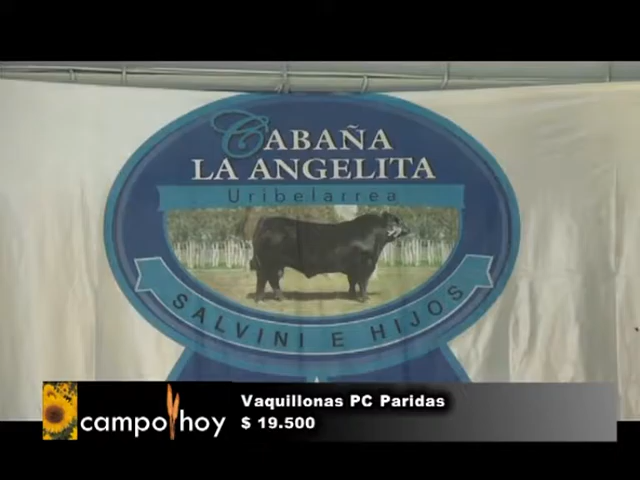 CABAÑA
LA ANGELITA
Uribelarrea
SALVINI E HIJOS
campo hoy
Vaquillonas PC Paridas
$ 19.500